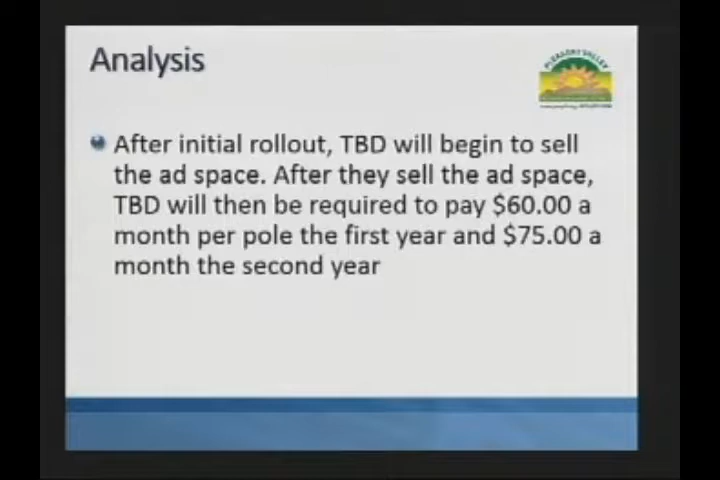 Analysis
PLEASANT VALLEY
After initial rollout, TBD will begin to sell
the ad space. After they sell the ad space,
TBD will then be required to pay $60.00 a
month per pole the first year and $75.00 a
month the second year